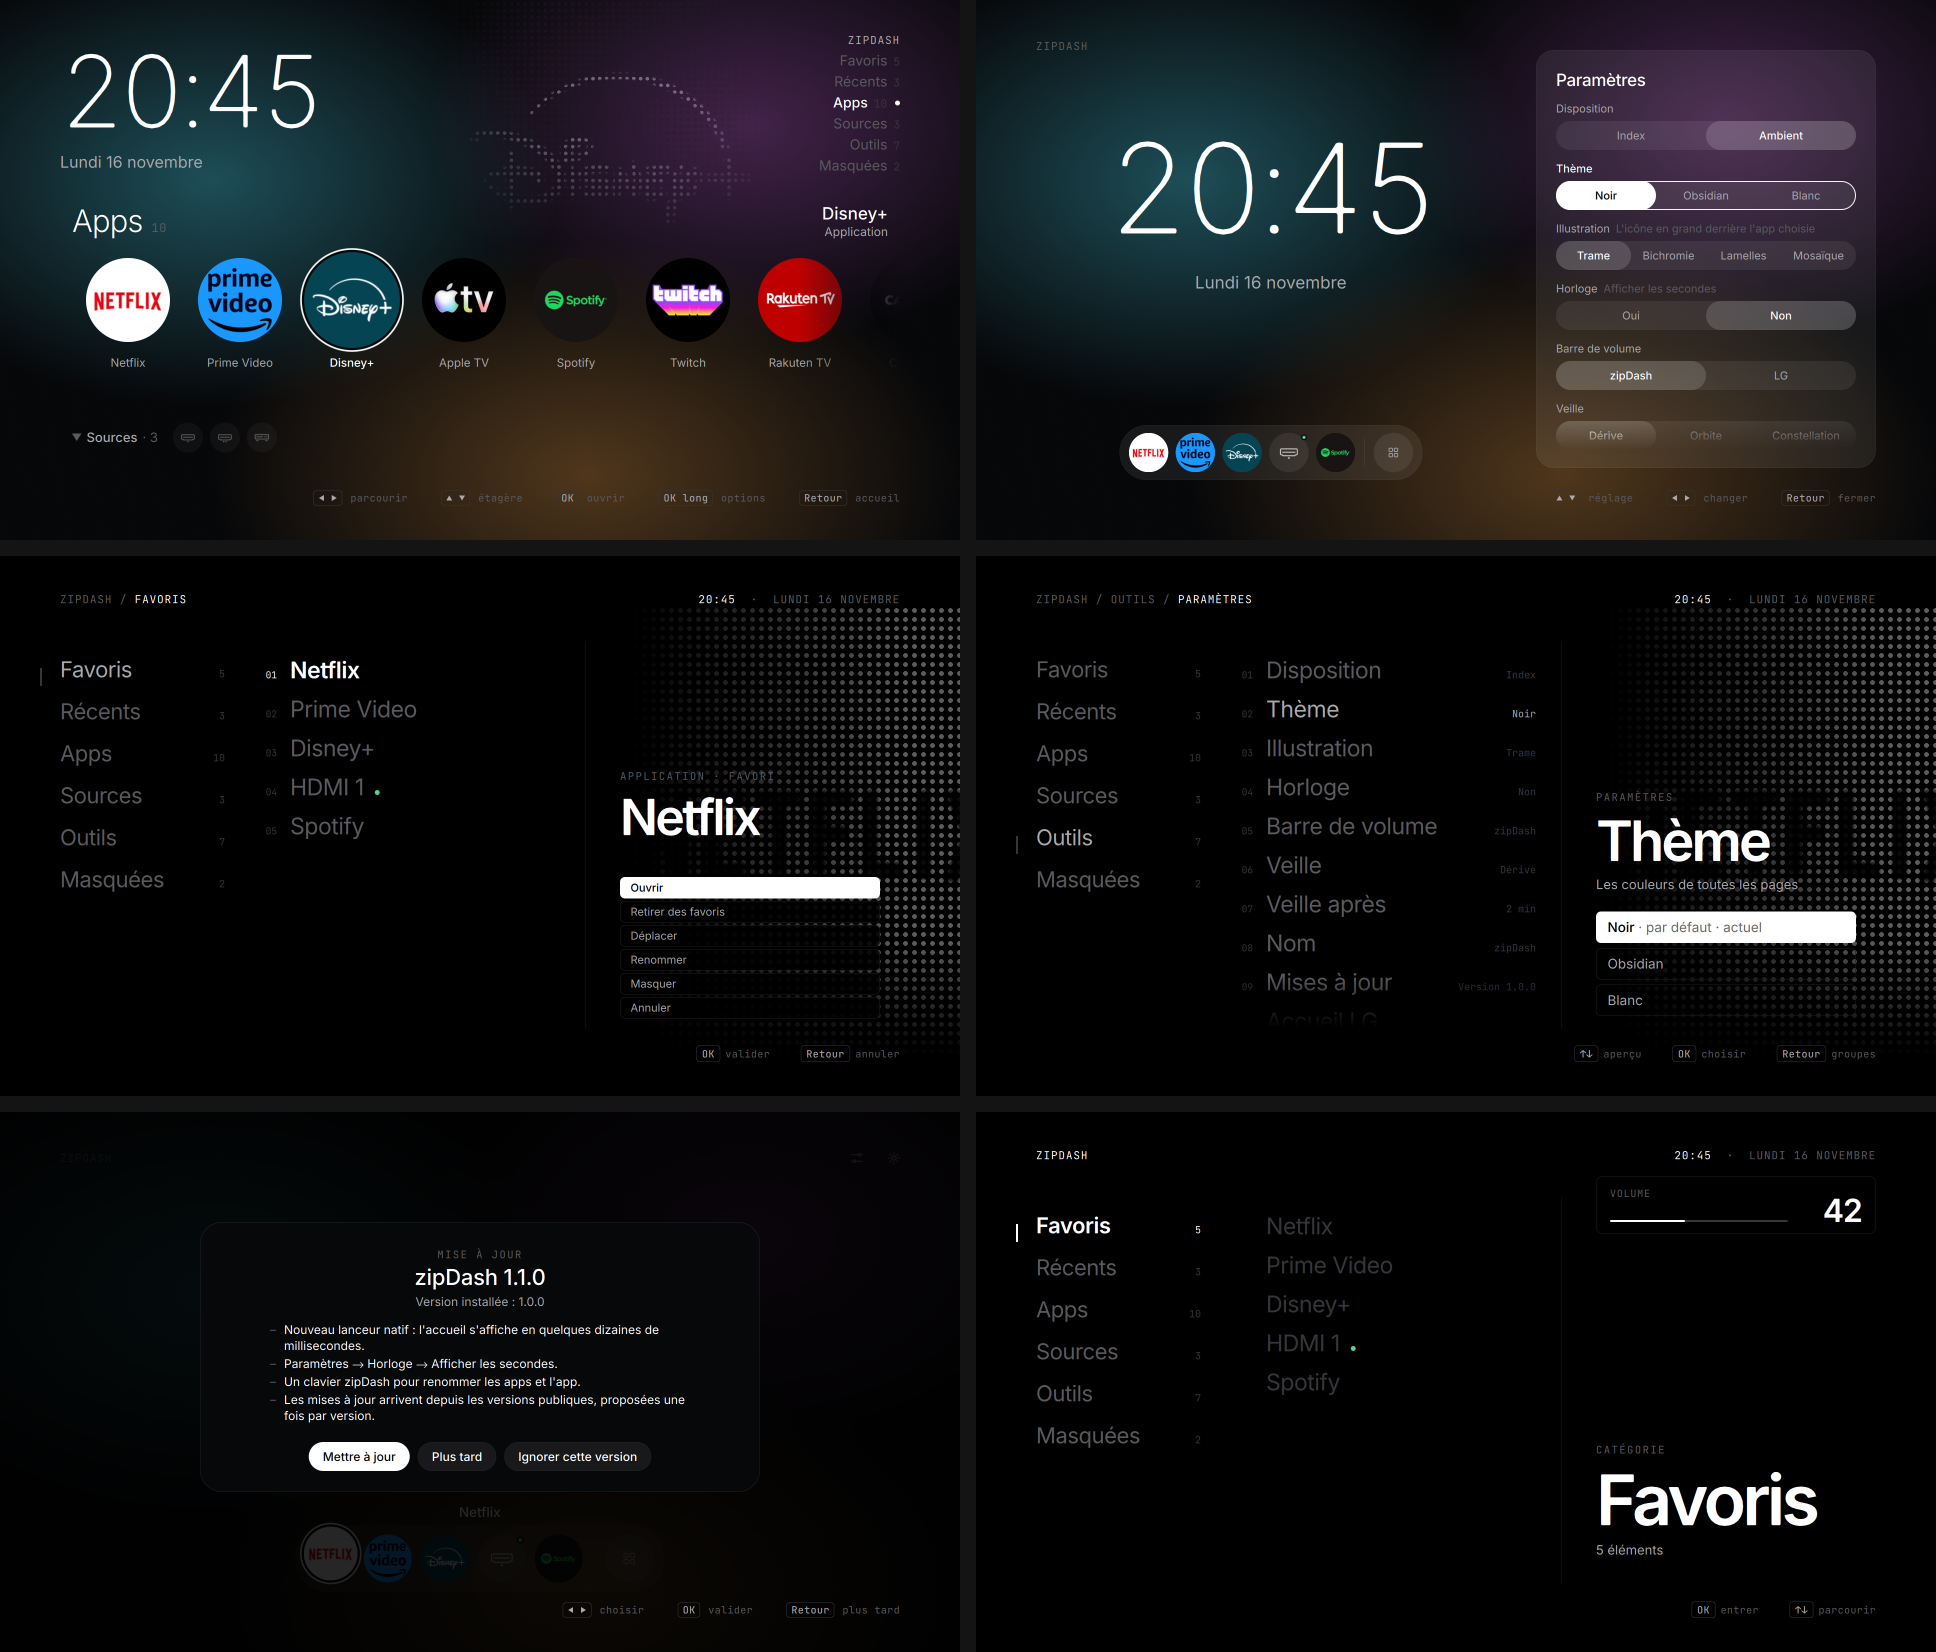 20:45
Lundi 16 novembre
ZIPDASH
Favoris 5
Récents 3
Apps 10
Sources 3
Outils 7
Masquées 2
Apps 10
Disney+
Application
NETFLIX
prime video
Disney+
tv
Spotify
twitch
Rakuten TV
Netflix
Prime Video
Disney+
Apple TV
Spotify
Twitch
Rakuten TV
Sources · 3
parcourir
étagère
OK ouvrir
OK long options
Retour accueil
ZIPDASH
20:45
Lundi 16 novembre
NETFLIX
prime video
Disney+
Spotify
Paramètres
Disposition
Index Ambient
Thème
Noir Obsidian Blanc
Illustration L'icône en grand derrière l'app choisie
Trame Bichromie Lamelles Mosaïque
Horloge Afficher les secondes
Oui Non
Barre de volume
zipDash LG
Veille
Dérive Orbite Constellation
réglage
changer
Retour fermer
ZIPDASH / FAVORIS
20:45 · LUNDI 16 NOVEMBRE
Favoris 5
Récents 3
Apps 10
Sources 3
Outils 7
Masquées 2
01 Netflix
02 Prime Video
03 Disney+
04 HDMI 1
05 Spotify
APPLICATION · FAVORI
Netflix
Ouvrir
Retirer des favoris
Déplacer
Renommer
Masquer
Annuler
OK valider
Retour annuler
ZIPDASH / OUTILS / PARAMÈTRES
20:45 · LUNDI 16 NOVEMBRE
Favoris 5
Récents 3
Apps 10
Sources 3
Outils 7
Masquées 2
01 Disposition Index
02 Thème Noir
03 Illustration Trame
04 Horloge Non
05 Barre de volume zipDash
06 Veille Dérive
07 Veille après 2 min
08 Nom zipDash
09 Mises à jour Version 1.0.0
Accueil LG
PARAMÈTRES
Thème
Les couleurs de toutes les pages.
Noir · par défaut · actuel
Obsidian
Blanc
↑↓ aperçu
OK choisir
Retour groupes
ZIPDASH
MISE À JOUR
zipDash 1.1.0
Version installée : 1.0.0
– Nouveau lanceur natif : l'accueil s'affiche en quelques dizaines de
millisecondes.
– Paramètres → Horloge → Afficher les secondes.
– Un clavier zipDash pour renommer les apps et l'app.
– Les mises à jour arrivent depuis les versions publiques, proposées une
fois par version.
Mettre à jour
Plus tard
Ignorer cette version
Netflix
NETFLIX
prime video
Disney+
Spotify
choisir
OK valider
Retour plus tard
ZIPDASH
20:45 · LUNDI 16 NOVEMBRE
Favoris 5
Récents 3
Apps 10
Sources 3
Outils 7
Masquées 2
Netflix
Prime Video
Disney+
HDMI 1
Spotify
VOLUME
42
CATÉGORIE
Favoris
5 éléments
OK entrer
↑↓ parcourir